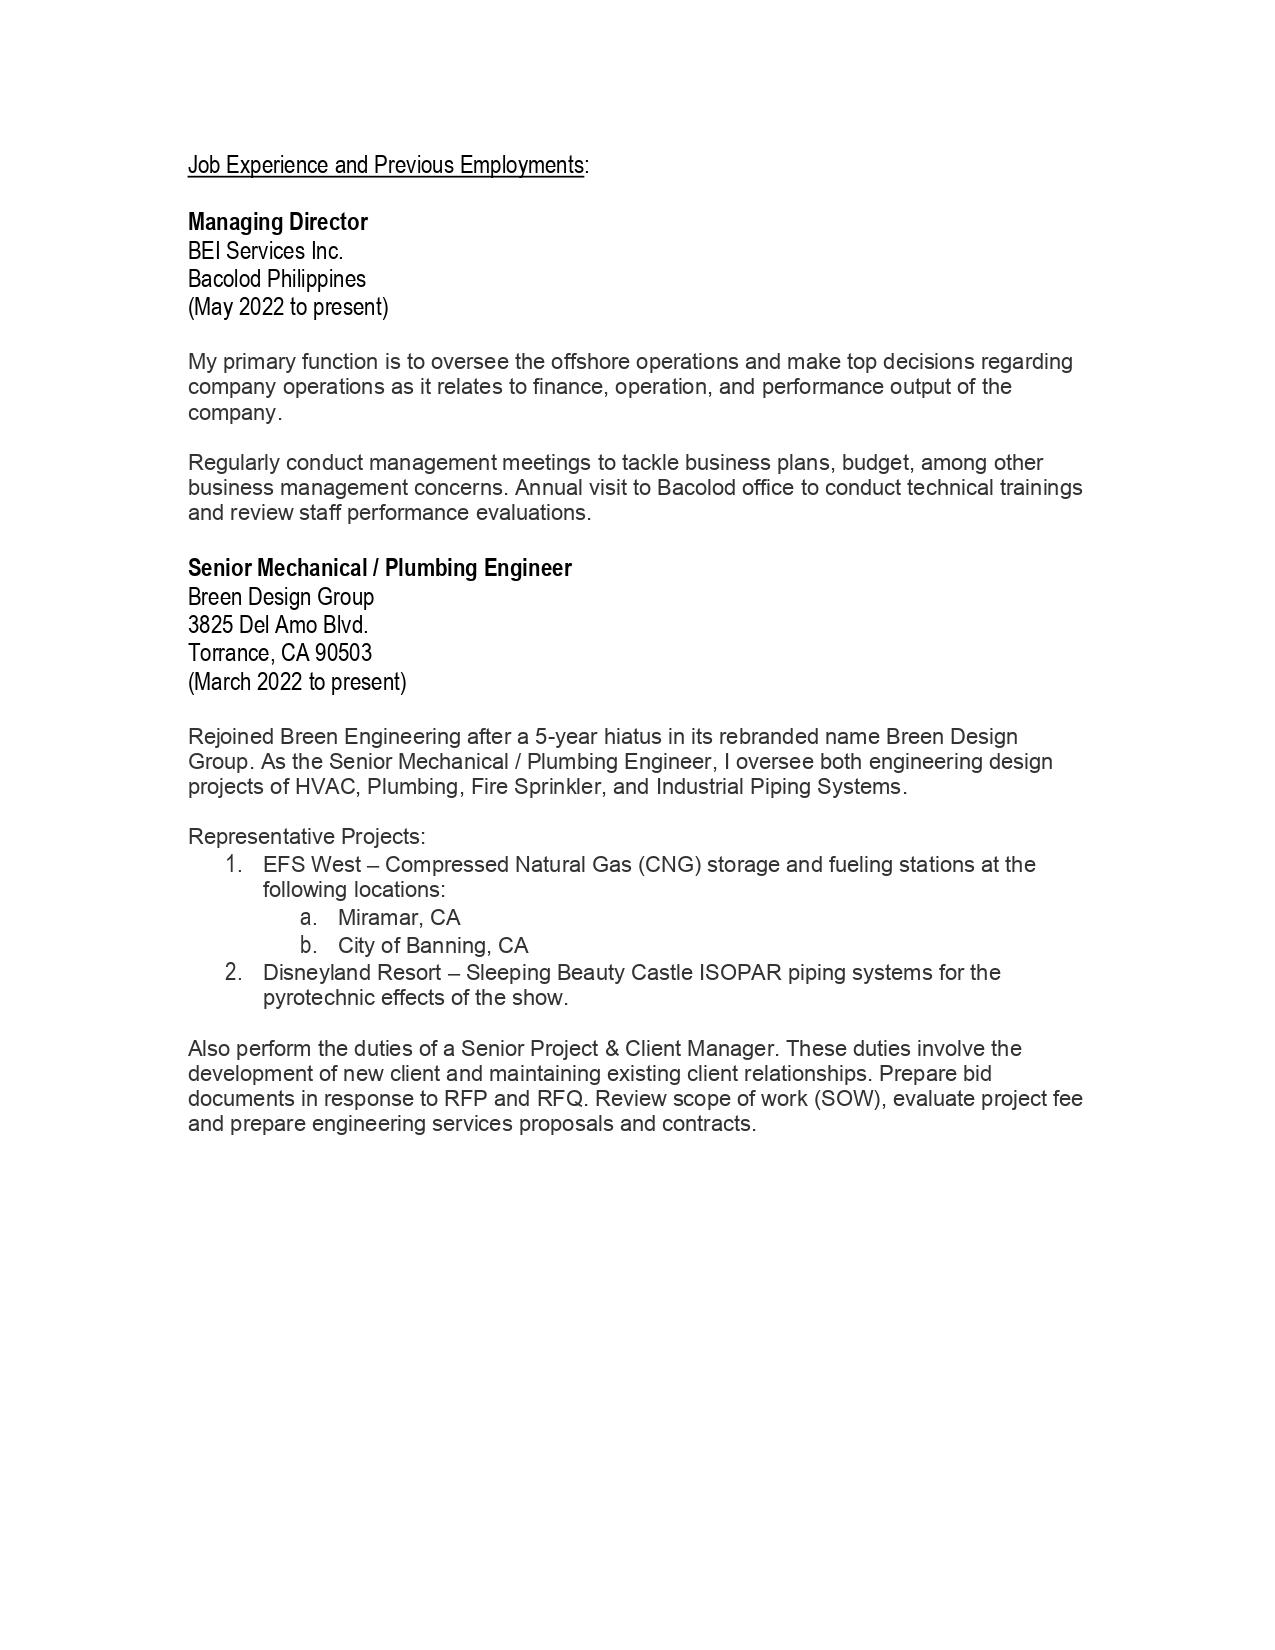 Job Experience and Previous Employments:
Managing Director
BEI Services Inc.
Bacolod Philippines
(May 2022 to present)
My primary function is to oversee the offshore operations and make top decisions regarding
company operations as it relates to finance, operation, and performance output of the
company.
Regularly conduct management meetings to tackle business plans, budget, among other
business management concerns. Annual visit to Bacolod office to conduct technical trainings
and review staff performance evaluations.
Senior Mechanical / Plumbing Engineer
Breen Design Group
3825 Del Amo Blvd.
Torrance, CA 90503
(March 2022 to present)
Rejoined Breen Engineering after a 5-year hiatus in its rebranded name Breen Design
Group. As the Senior Mechanical / Plumbing Engineer, I oversee both engineering design
projects of HVAC, Plumbing, Fire Sprinkler, and Industrial Piping Systems.
Representative Projects:
1. EFS West – Compressed Natural Gas (CNG) storage and fueling stations at the
following locations:
a. Miramar, CA
b. City of Banning, CA
2. Disneyland Resort – Sleeping Beauty Castle ISOPAR piping systems for the
pyrotechnic effects of the show.
Also perform the duties of a Senior Project & Client Manager. These duties involve the
development of new client and maintaining existing client relationships. Prepare bid
documents in response to RFP and RFQ. Review scope of work (SOW), evaluate project fee
and prepare engineering services proposals and contracts.